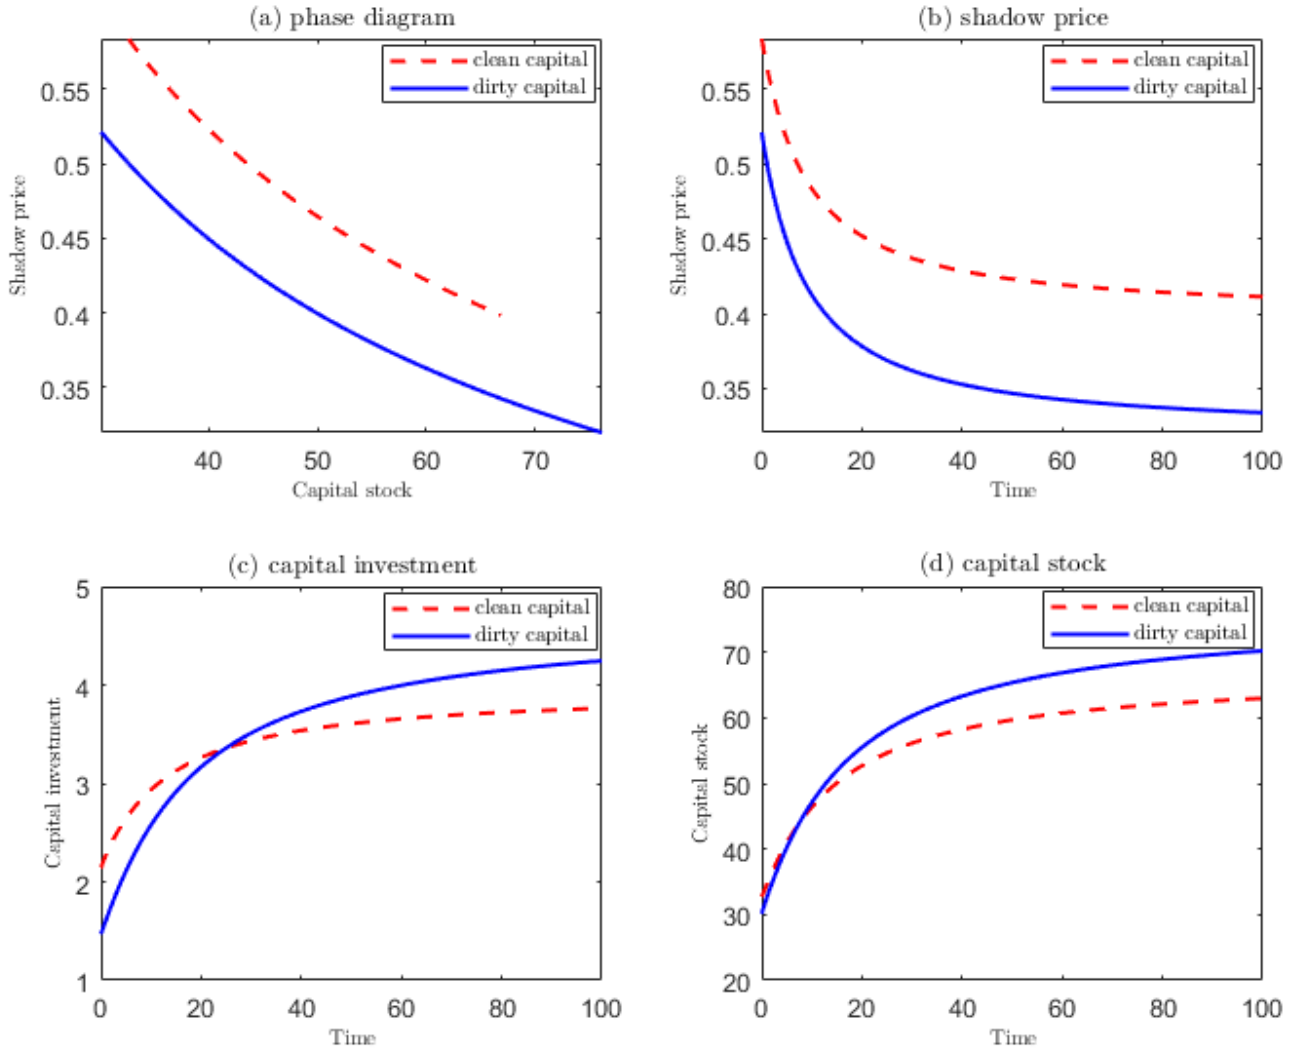 (a) phase diagram
clean capital
dirty capital
0.55
0.5
0.45
0.4
0.35
Shadow price
40 50 60 70
Capital stock
(b) shadow price
clean capital
dirty capital
0.55
0.5
0.45
0.4
0.35
Shadow price
0 20 40 60 80 100
Time
(c) capital investment
clean capital
dirty capital
5
4
3
2
1
Capital investment
0 20 40 60 80 100
Time
(d) capital stock
clean capital
dirty capital
80
70
60
50
40
30
20
Capital stock
0 20 40 60 80 100
Time